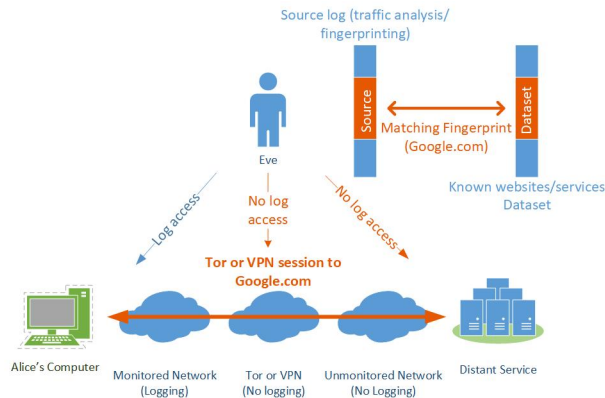 Source log (traffic analysis/
fingerprinting)
Source
Dataset
Matching Fingerprint
(Google.com)
Known websites/services
Dataset
Eve
Log access
No log
access
No log access
Tor or VPN session to
Google.com
Alice's Computer
Monitored Network
(Logging)
Tor or VPN
(No logging)
Unmonitored Network
(No Logging)
Distant Service